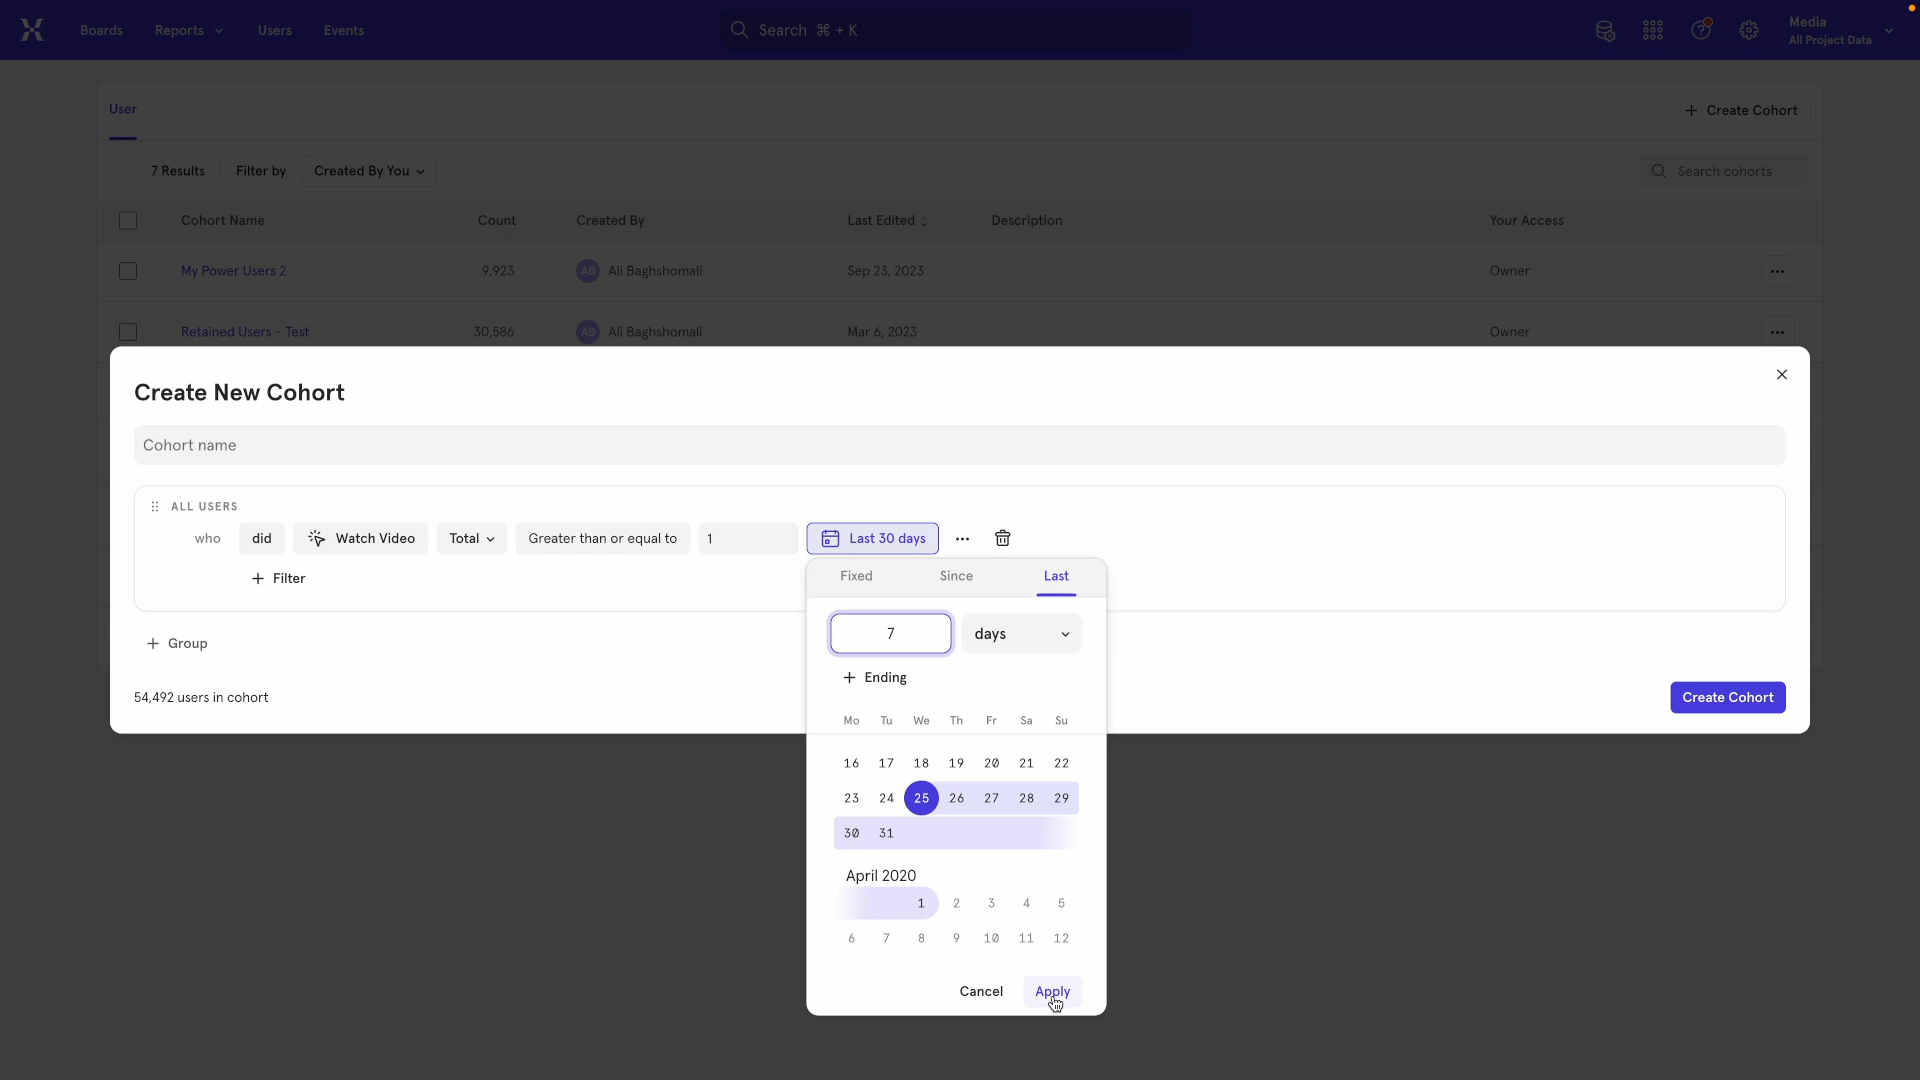 Boards Reports Users Events Search ⌘ + K Media
All Project Data
User + Create Cohort
7 Results Filter by Created By You Search cohorts
Cohort Name Count Created By Last Edited Description Your Access
My Power Users 2 9,923 AB Ali Baghshomali Sep 23, 2023 Owner
Retained Users - Test 30,586 AB Ali Baghshomali Mar 6, 2023 Owner
Create New Cohort
Cohort name
ALL USERS
who did Watch Video Total Greater than or equal to 1 Last 30 days
+ Filter
Fixed Since Last
7 days
+ Group
+ Ending
54,492 users in cohort
Create Cohort
Mo Tu We Th Fr Sa Su
16 17 18 19 20 21 22
23 24 25 26 27 28 29
30 31
April 2020
1 2 3 4 5
6 7 8 9 10 11 12
Cancel Apply